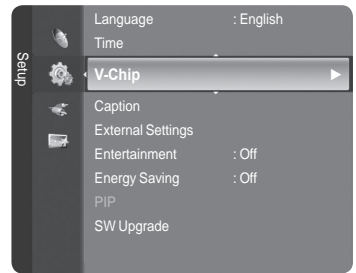 Setup
Language : English
Time
V-Chip
Caption
External Settings
Entertainment : Off
Energy Saving : Off
PIP
SW Upgrade